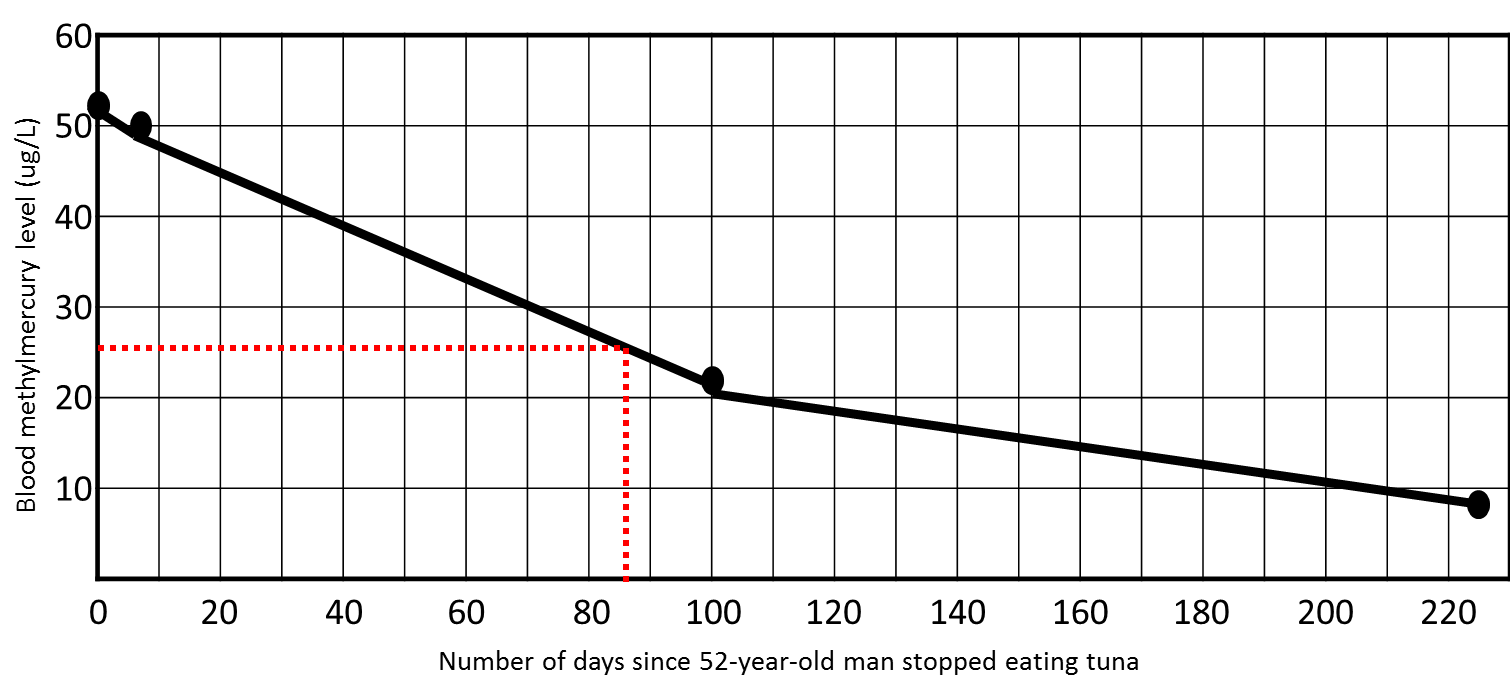 60
50
40
30
20
10
Blood methylmercury level (ug/L)
0 20 40 60 80 100 120 140 160 180 200 220
Number of days since 52-year-old man stopped eating tuna